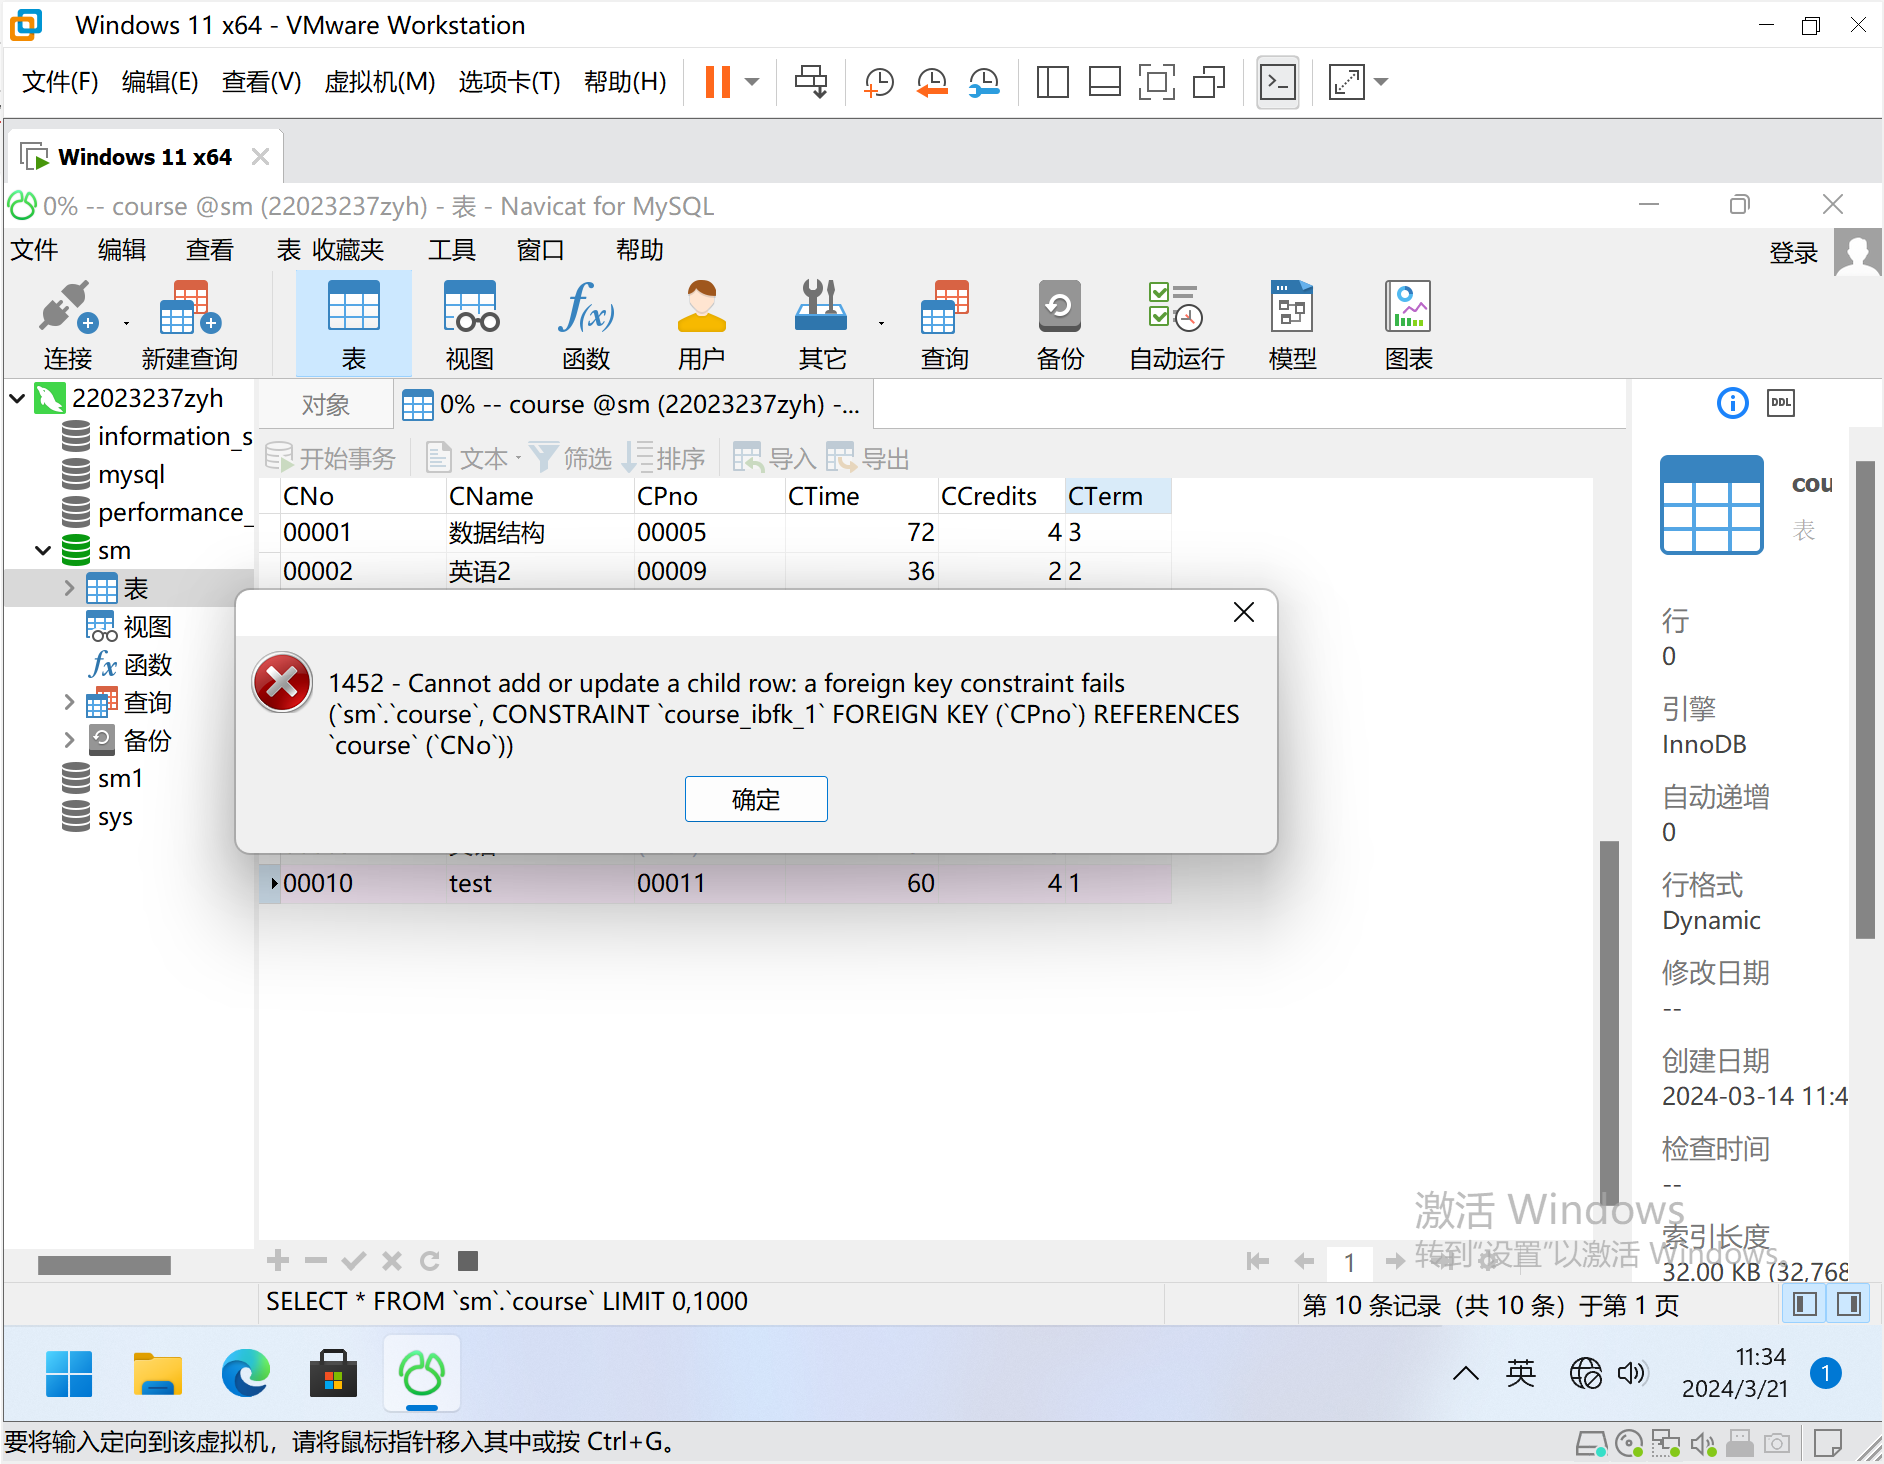 Windows 11 x64 - VMware Workstation
文件(F) 编辑(E) 查看(V) 虚拟机(M) 选项卡(T) 帮助(H)
Windows 11 x64
0% -- course @sm (22023237zyh) - 表 - Navicat for MySQL
文件 编辑 查看 表 收藏夹 工具 窗口 帮助 登录
连接 新建查询 表 视图 函数 用户 其它 查询 备份 自动运行 模型 图表
22023237zyh
information_s
mysql
performance_
sm
表
视图
fx 函数
查询
备份
sm1
sys
对象 0% -- course @sm (22023237zyh) -...
开始事务 文本 筛选 排序 导入 导出
CNo CName CPno CTime CCredits CTerm
00001 数据结构 00005 72 4 3
00002 英语2 00009 36 2 2
1452 - Cannot add or update a child row: a foreign key constraint fails
(`sm`.`course`, CONSTRAINT `course_ibfk_1` FOREIGN KEY (`CPno`) REFERENCES
`course` (`CNo`))
确定
00010 test 00011 60 4 1
DDL
cou
表
行
0
引擎
InnoDB
自动递增
0
行格式
Dynamic
修改日期
--
创建日期
2024-03-14 11:4
检查时间
--
索引长度
32.00 KB (32,768
激活 Windows
转到"设置"以激活 Windows。
1
SELECT * FROM `sm`.`course` LIMIT 0,1000
第 10 条记录（共 10 条）于第 1 页
英
11:34
2024/3/21
1
要将输入定向到该虚拟机，请将鼠标指针移入其中或按 Ctrl+G。